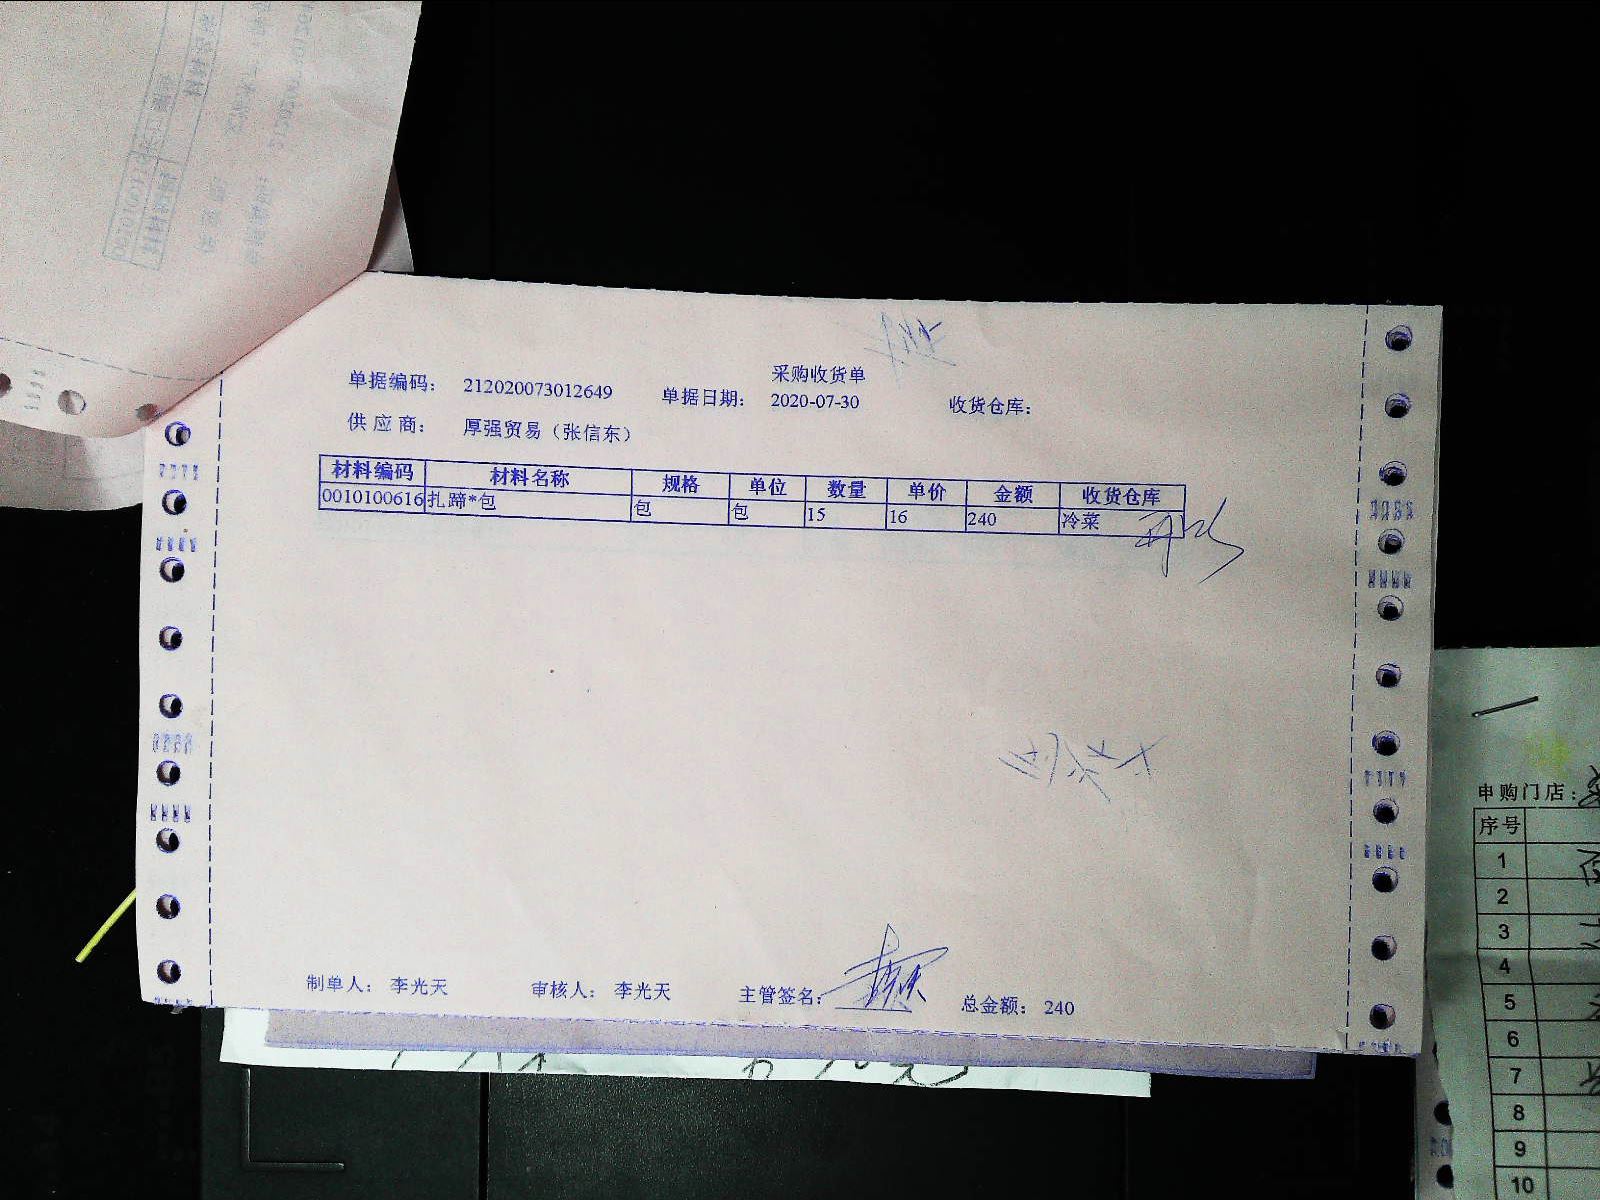 采购收货单
单据编码： 212020073012649 单据日期： 2020-07-30 收货仓库：
供应商： 厚强贸易（张信东）
材料编码 材料名称 规格 单位 数量 单价 金额 收货仓库
0010100616 扎蹄*包 包 包 15 16 240 冷菜
制单人： 李光天 审核人： 李光天 主管签名： 总金额： 240
申购门店：
序号
1
2
3
4
5
6
7
8
9
10